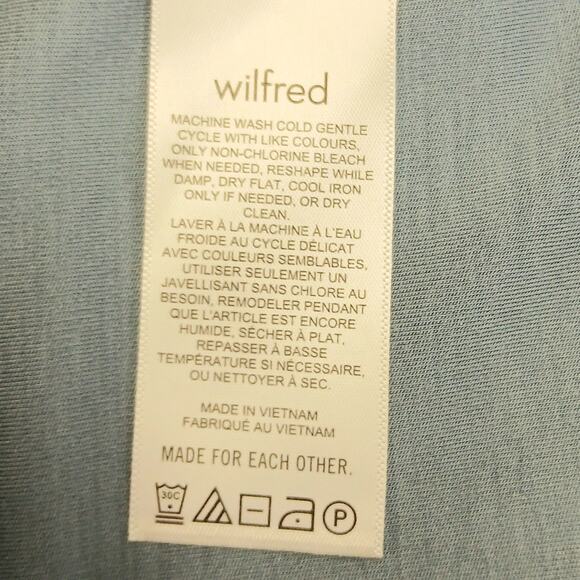 wilfred
MACHINE WASH COLD GENTLE
CYCLE WITH LIKE COLOURS,
ONLY NON-CHLORINE BLEACH
WHEN NEEDED, RESHAPE WHILE
DAMP, DRY FLAT, COOL IRON
ONLY IF NEEDED, OR DRY
CLEAN.
LAVER À LA MACHINE À L'EAU
FROIDE AU CYCLE DÉLICAT
AVEC COULEURS SEMBLABLES,
UTILISER SEULEMENT UN
JAVELLISANT SANS CHLORE AU
BESOIN, REMODELER PENDANT
QUE L'ARTICLE EST ENCORE
HUMIDE, SÉCHER À PLAT,
REPASSER À BASSE
TEMPÉRATURE SI NÉCESSAIRE,
OU NETTOYER À SEC.
MADE IN VIETNAM
FABRIQUÉ AU VIETNAM
MADE FOR EACH OTHER.
30C P